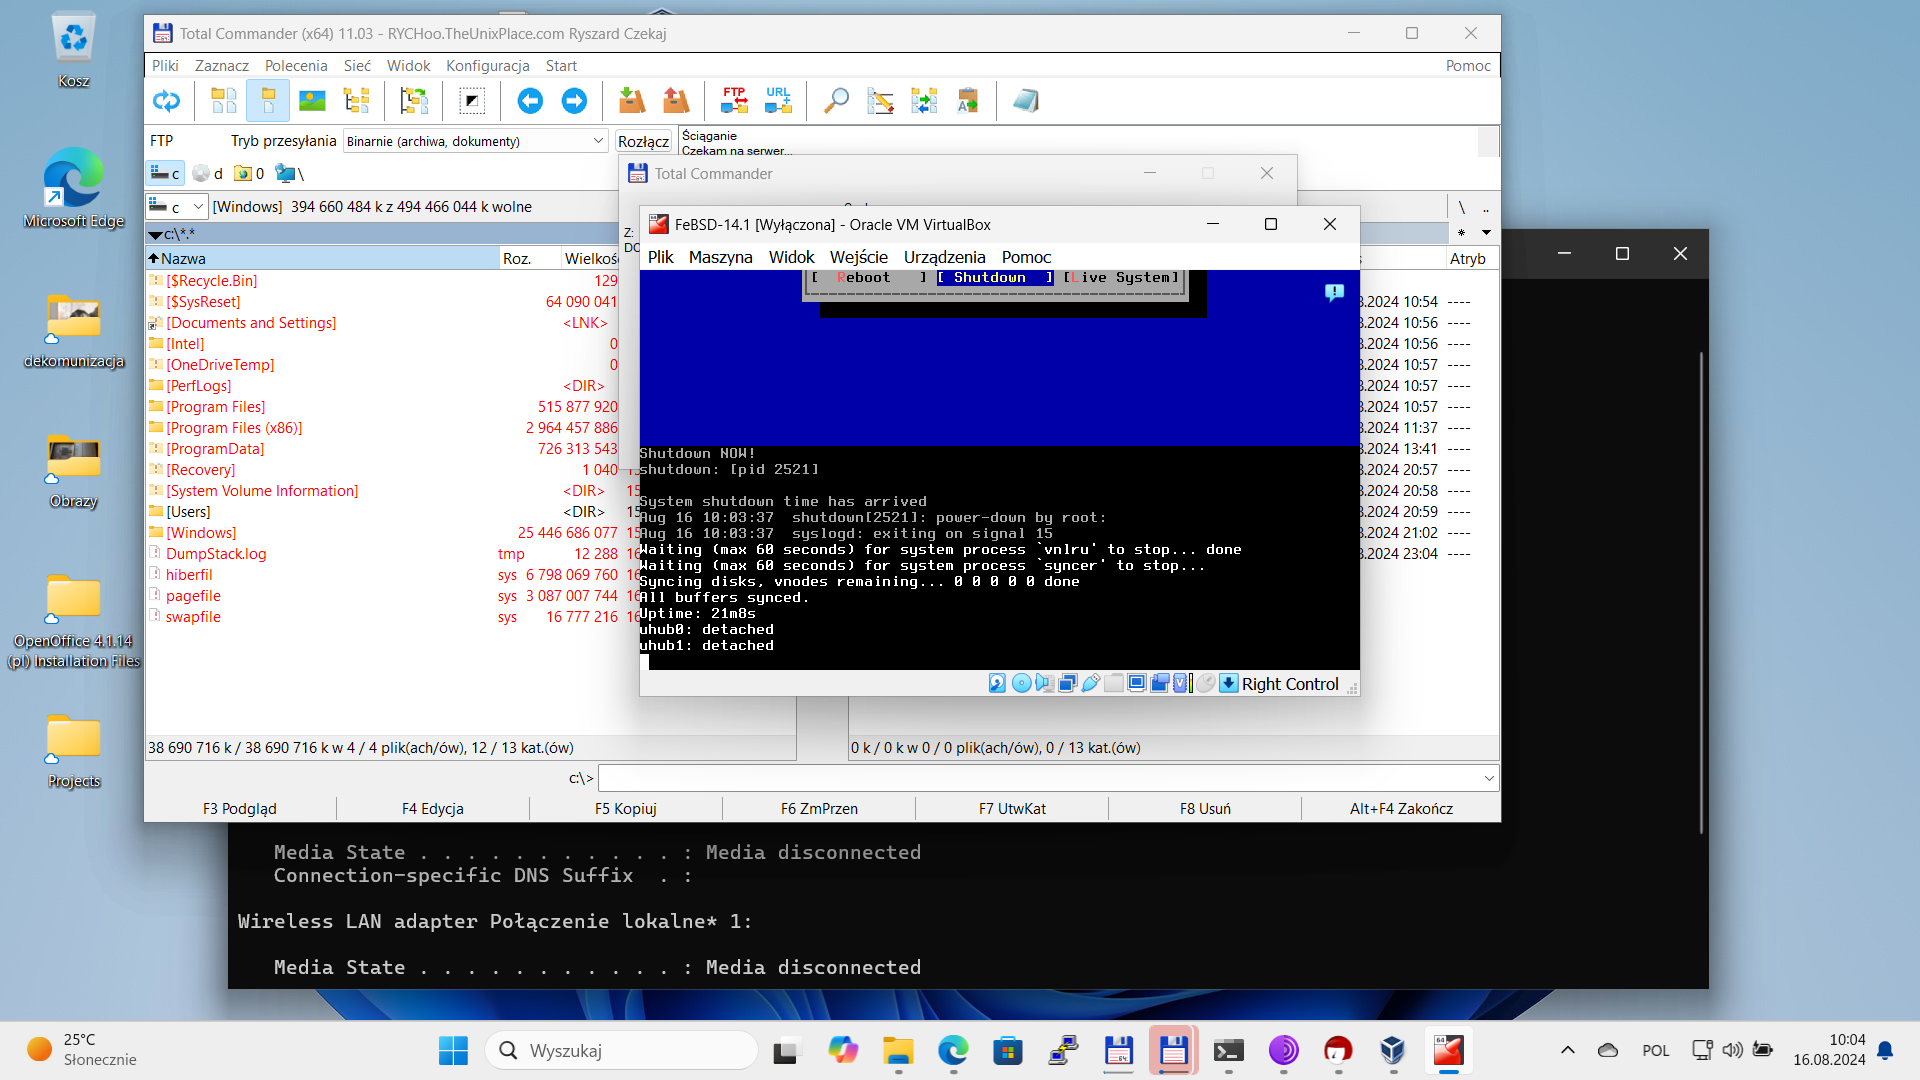 Kosz
Microsoft Edge
dekomunizacja
Obrazy
OpenOffice 4.1.14
(pl) Installation Files
Projects
Total Commander (x64) 11.03 - RYCHoo.TheUnixPlace.com Ryszard Czekaj
Pliki Zaznacz Polecenia Sieć Widok Konfiguracja Start Pomoc
FTP
URL
FTP Tryb przesyłania Binarnie (archiwa, dokumenty) Rozłącz
Ściąganie
Czekam na serwer...
c d 0 \
c [Windows] 394 660 484 k z 494 466 044 k wolne \ ..
c:\*.* * 
Nazwa Roz. Wielkoś Atryb
[$Recycle.Bin] 129
[$SysReset] 64 090 041
[Documents and Settings] <LNK>
[Intel] 0
[OneDriveTemp] 0
[PerfLogs] <DIR>
[Program Files] 515 877 920
[Program Files (x86)] 2 964 457 886
[ProgramData] 726 313 543
[Recovery] 1 040
[System Volume Information] <DIR> 15
[Users] <DIR> 15
[Windows] 25 446 686 077 15
DumpStack.log tmp 12 288 16
hiberfil sys 6 798 069 760 16
pagefile sys 3 087 007 744 16
swapfile sys 16 777 216 16
.2024 10:54 ----
.2024 10:56 ----
.2024 10:56 ----
.2024 10:57 ----
.2024 10:57 ----
.2024 10:57 ----
.2024 11:37 ----
.2024 13:41 ----
.2024 20:57 ----
.2024 20:58 ----
.2024 20:59 ----
.2024 21:02 ----
.2024 23:04 ----
Total Commander
Z:
DO
FeBSD-14.1 [Wyłączona] - Oracle VM VirtualBox
Plik Maszyna Widok Wejście Urządzenia Pomoc
[ Reboot ] [ Shutdown ] [Live System]
Shutdown NOW!
shutdown: [pid 2521]
System shutdown time has arrived
Aug 16 10:03:37 shutdown[2521]: power-down by root:
Aug 16 10:03:37 syslogd: exiting on signal 15
Waiting (max 60 seconds) for system process `vnlru' to stop... done
Waiting (max 60 seconds) for system process `syncer' to stop...
Syncing disks, vnodes remaining... 0 0 0 0 0 done
All buffers synced.
Uptime: 21m8s
uhub0: detached
uhub1: detached
Right Control
38 690 716 k / 38 690 716 k w 4 / 4 plik(ach/ów), 12 / 13 kat.(ów)
0 k / 0 k w 0 / 0 plik(ach/ów), 0 / 13 kat.(ów)
c:\>
F3 Podgląd F4 Edycja F5 Kopiuj F6 ZmPrzen F7 UtwKat F8 Usuń Alt+F4 Zakończ
Media State . . . . . . . . . . . : Media disconnected
Connection-specific DNS Suffix . :
Wireless LAN adapter Połączenie lokalne* 1:
Media State . . . . . . . . . . . : Media disconnected
25°C
Słonecznie
Wyszukaj
POL
10:04
16.08.2024